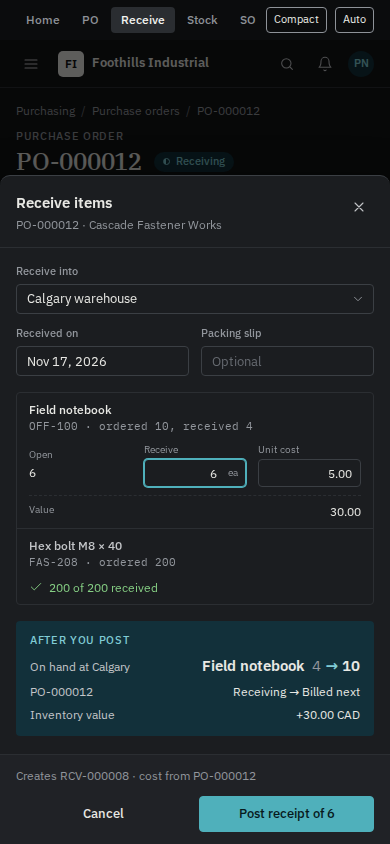 Home PO Receive Stock SO Compact Auto
FI Foothills Industrial PN
Purchasing / Purchase orders / PO-000012
PURCHASE ORDER
PO-000012 Receiving
Receive items
PO-000012 · Cascade Fastener Works
Receive into
Calgary warehouse
Received on Packing slip
Nov 17, 2026 Optional
Field notebook
OFF-100 · ordered 10, received 4
Open Receive Unit cost
6 6 ea 5.00
Value 30.00
Hex bolt M8 × 40
FAS-208 · ordered 200
✓ 200 of 200 received
AFTER YOU POST
On hand at Calgary Field notebook 4 → 10
PO-000012 Receiving → Billed next
Inventory value +30.00 CAD
Creates RCV-000008 · cost from PO-000012
Cancel Post receipt of 6